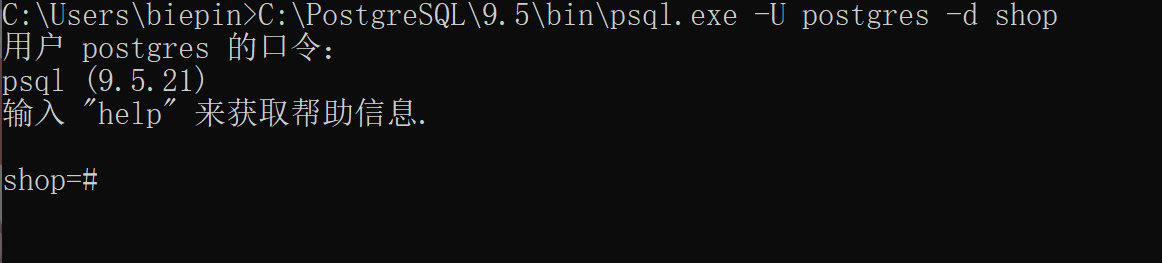 C:\Users\biepin>C:\PostgreSQL\9.5\bin\psql.exe -U postgres -d shop
用户 postgres 的口令：
psql (9.5.21)
输入 "help" 来获取帮助信息.
shop=#